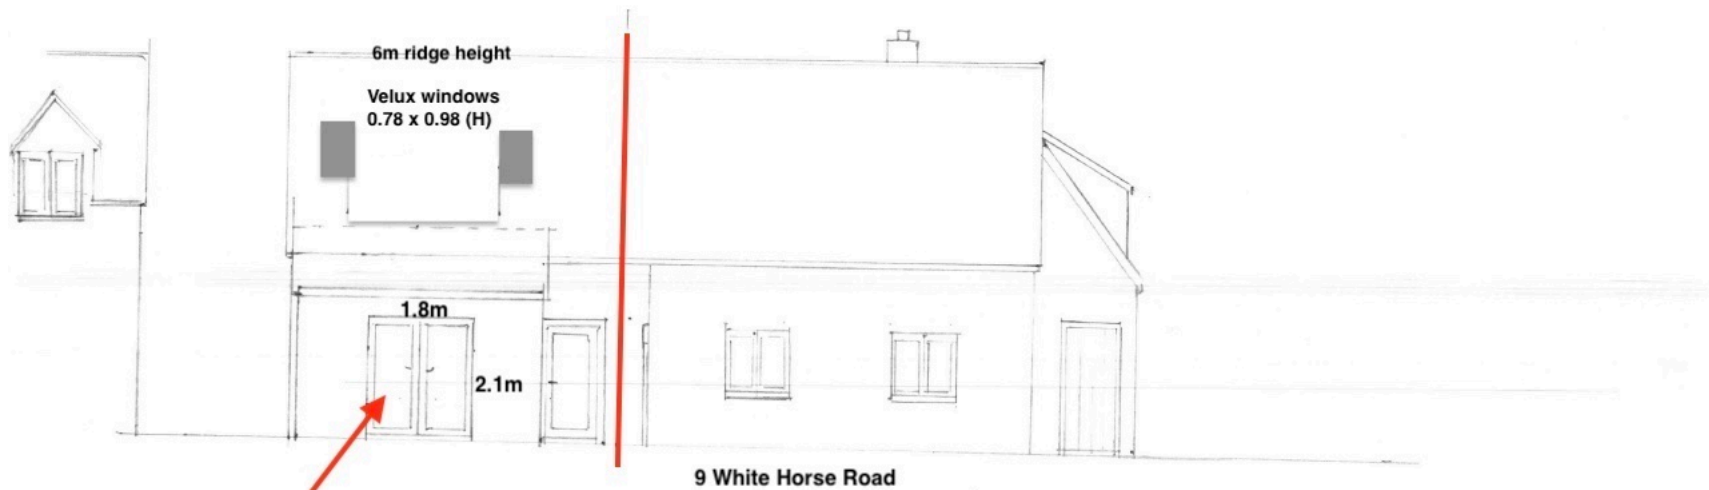 6m ridge height
Velux windows
0.78 x 0.98 (H)
1.8m
2.1m
9 White Horse Road